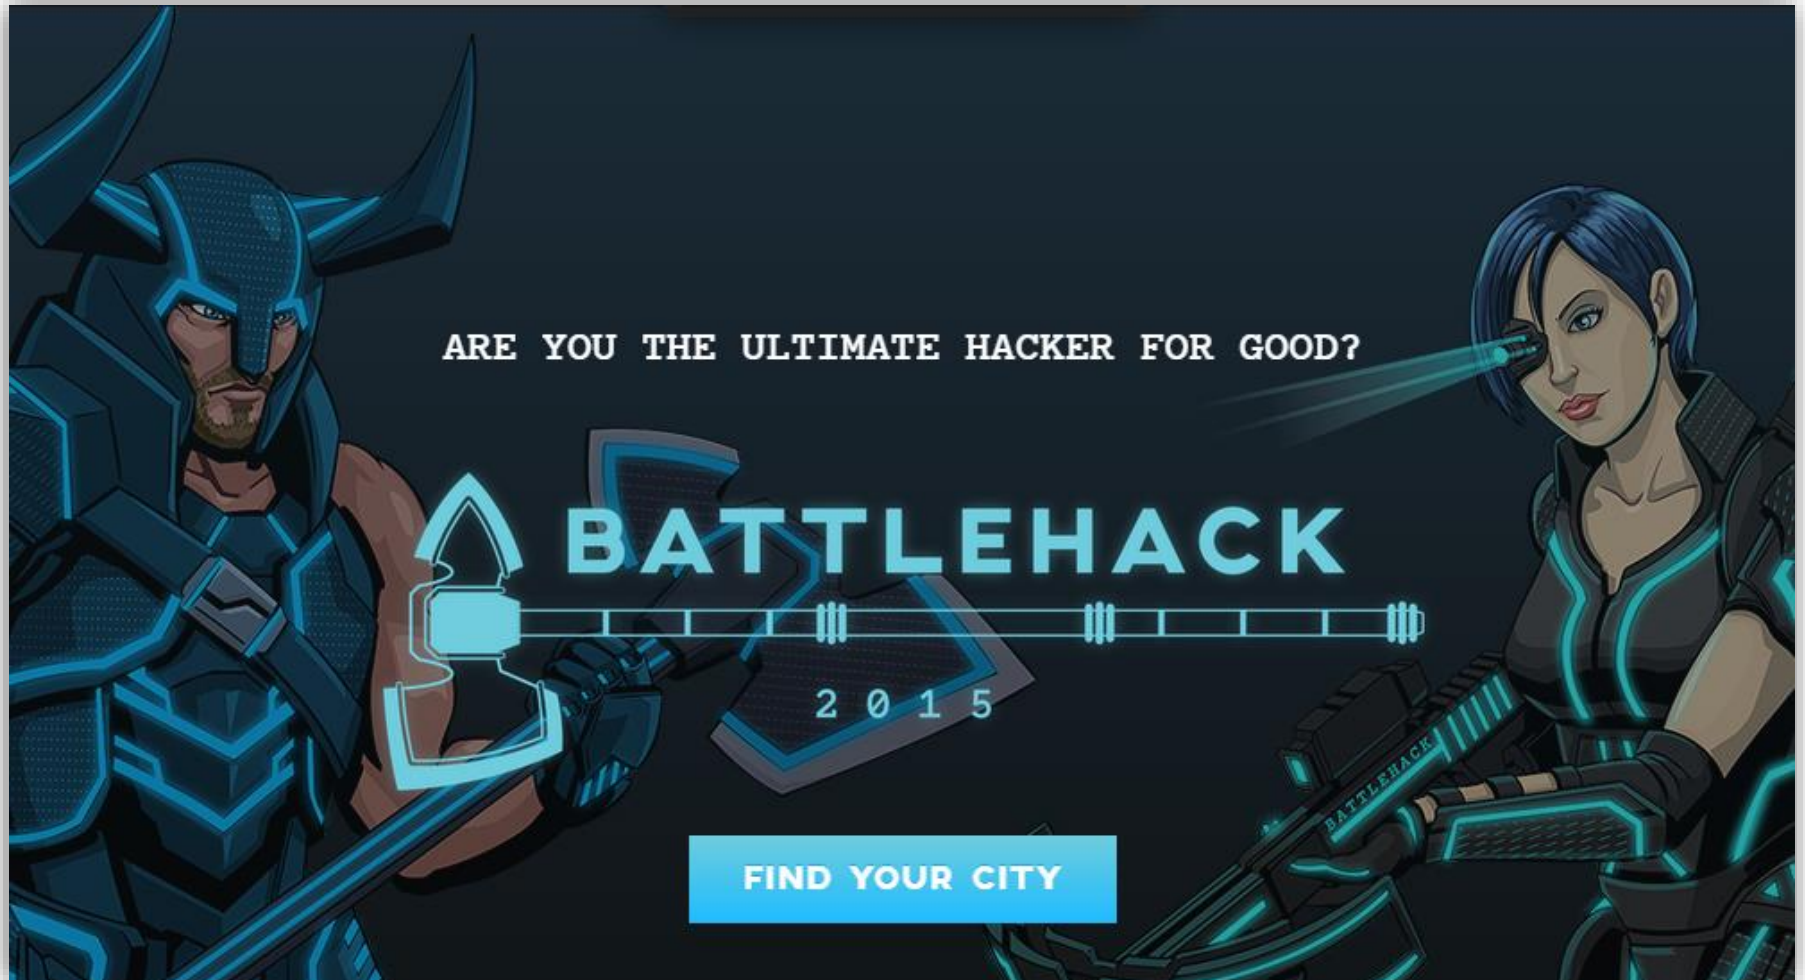 ARE YOU THE ULTIMATE HACKER FOR GOOD?
BATTLEHACK
2015
BATTLEHACK
FIND YOUR CITY